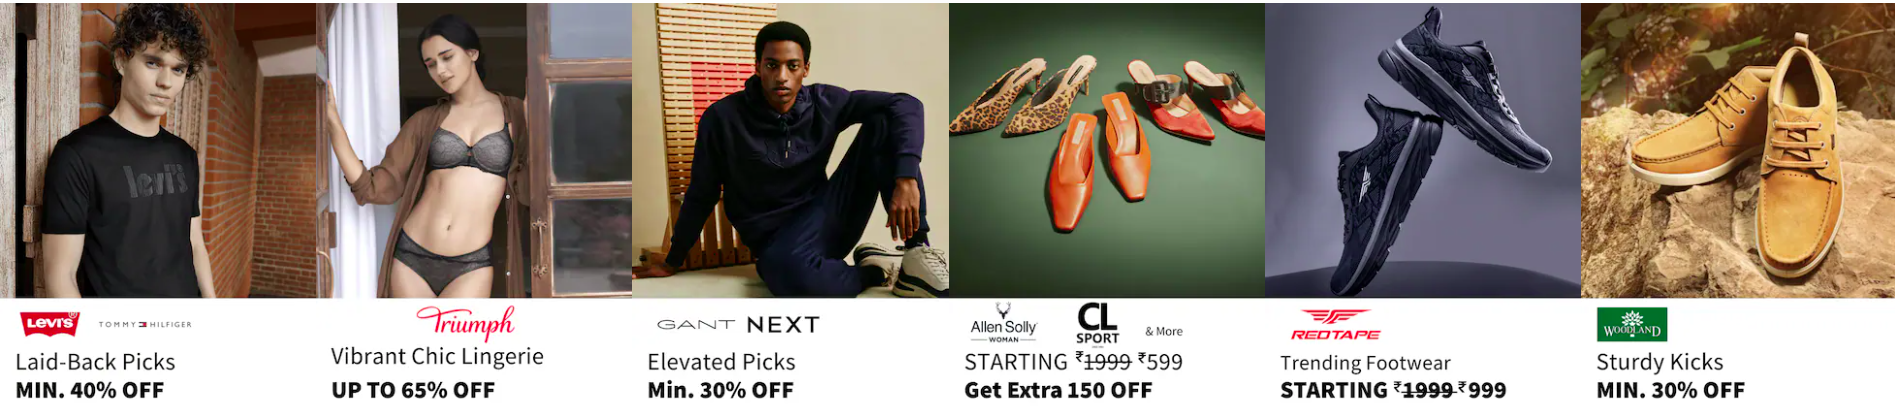 levi's
LEVI'S
TOMMY HILFIGER
Laid-Back Picks
MIN. 40% OFF
Triumph
Vibrant Chic Lingerie
UP TO 65% OFF
GANT NEXT
Elevated Picks
Min. 30% OFF
Allen Solly
WOMAN
CL
SPORT
& More
STARTING ₹1999 ₹599
Get Extra 150 OFF
REDTAPE
Trending Footwear
STARTING ₹1999 ₹999
WOODLAND
Sturdy Kicks
MIN. 30% OFF